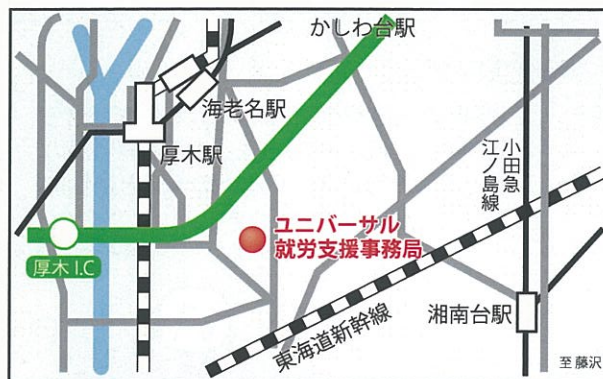 かしわ台駅
海老名駅
厚木駅
小田急
江ノ島線
ユニバーサル
就労支援事務局
厚木 I.C
東海道新幹線
湘南台駅
至 藤沢